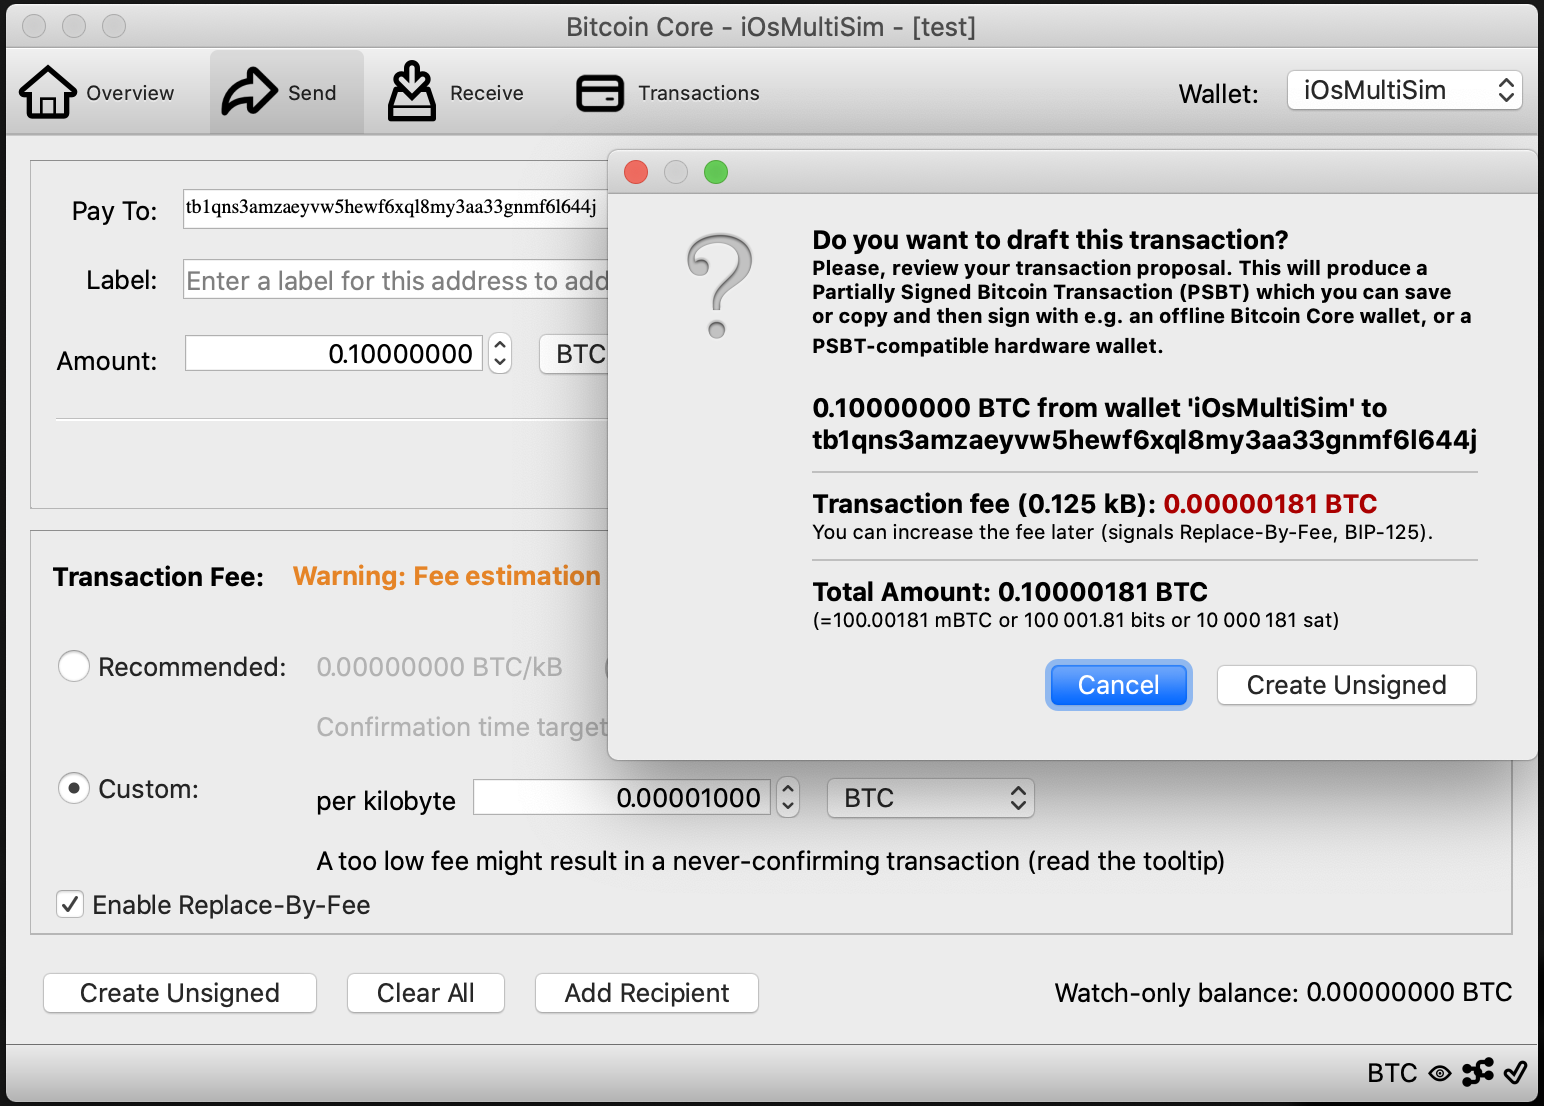 Bitcoin Core - iOsMultiSim - [test]
Overview
Send
Receive
Transactions
Wallet:
iOsMultiSim
Pay To:
tb1qns3amzaeyvw5hewf6xql8my3aa33gnmf6l644j
Label:
Enter a label for this address to add
Amount:
0.10000000
BTC
Do you want to draft this transaction?
Please, review your transaction proposal. This will produce a
Partially Signed Bitcoin Transaction (PSBT) which you can save
or copy and then sign with e.g. an offline Bitcoin Core wallet, or a
PSBT-compatible hardware wallet.
0.10000000 BTC from wallet 'iOsMultiSim' to
tb1qns3amzaeyvw5hewf6xql8my3aa33gnmf6l644j
Transaction fee (0.125 kB): 0.00000181 BTC
You can increase the fee later (signals Replace-By-Fee, BIP-125).
Total Amount: 0.10000181 BTC
(=100.00181 mBTC or 100 001.81 bits or 10 000 181 sat)
Cancel
Create Unsigned
Transaction Fee:
Warning: Fee estimation
Recommended:
0.00000000 BTC/kB
Confirmation time target
Custom:
per kilobyte
0.00001000
BTC
A too low fee might result in a never-confirming transaction (read the tooltip)
Enable Replace-By-Fee
Create Unsigned
Clear All
Add Recipient
Watch-only balance: 0.00000000 BTC
BTC